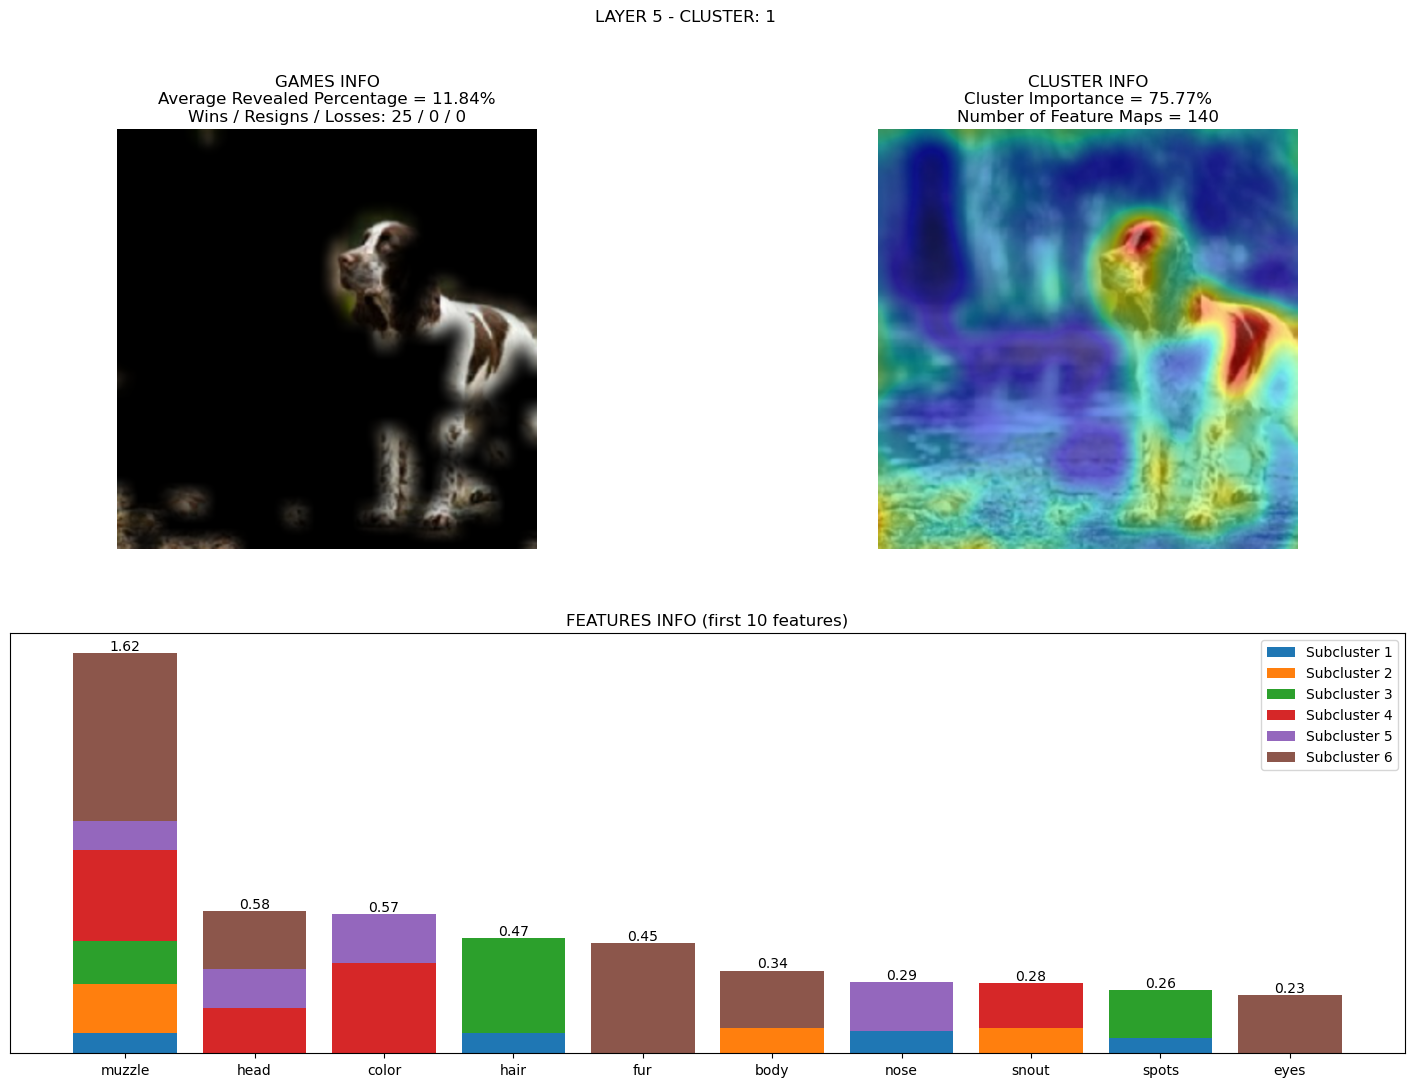 LAYER 5 - CLUSTER: 1
GAMES INFO
Average Revealed Percentage = 11.84%
Wins / Resigns / Losses: 25 / 0 / 0
CLUSTER INFO
Cluster Importance = 75.77%
Number of Feature Maps = 140
FEATURES INFO (first 10 features)
1.62
0.58
0.57
0.47
0.45
0.34
0.29
0.28
0.26
0.23
Subcluster 1
Subcluster 2
Subcluster 3
Subcluster 4
Subcluster 5
Subcluster 6
muzzle
head
color
hair
fur
body
nose
snout
spots
eyes